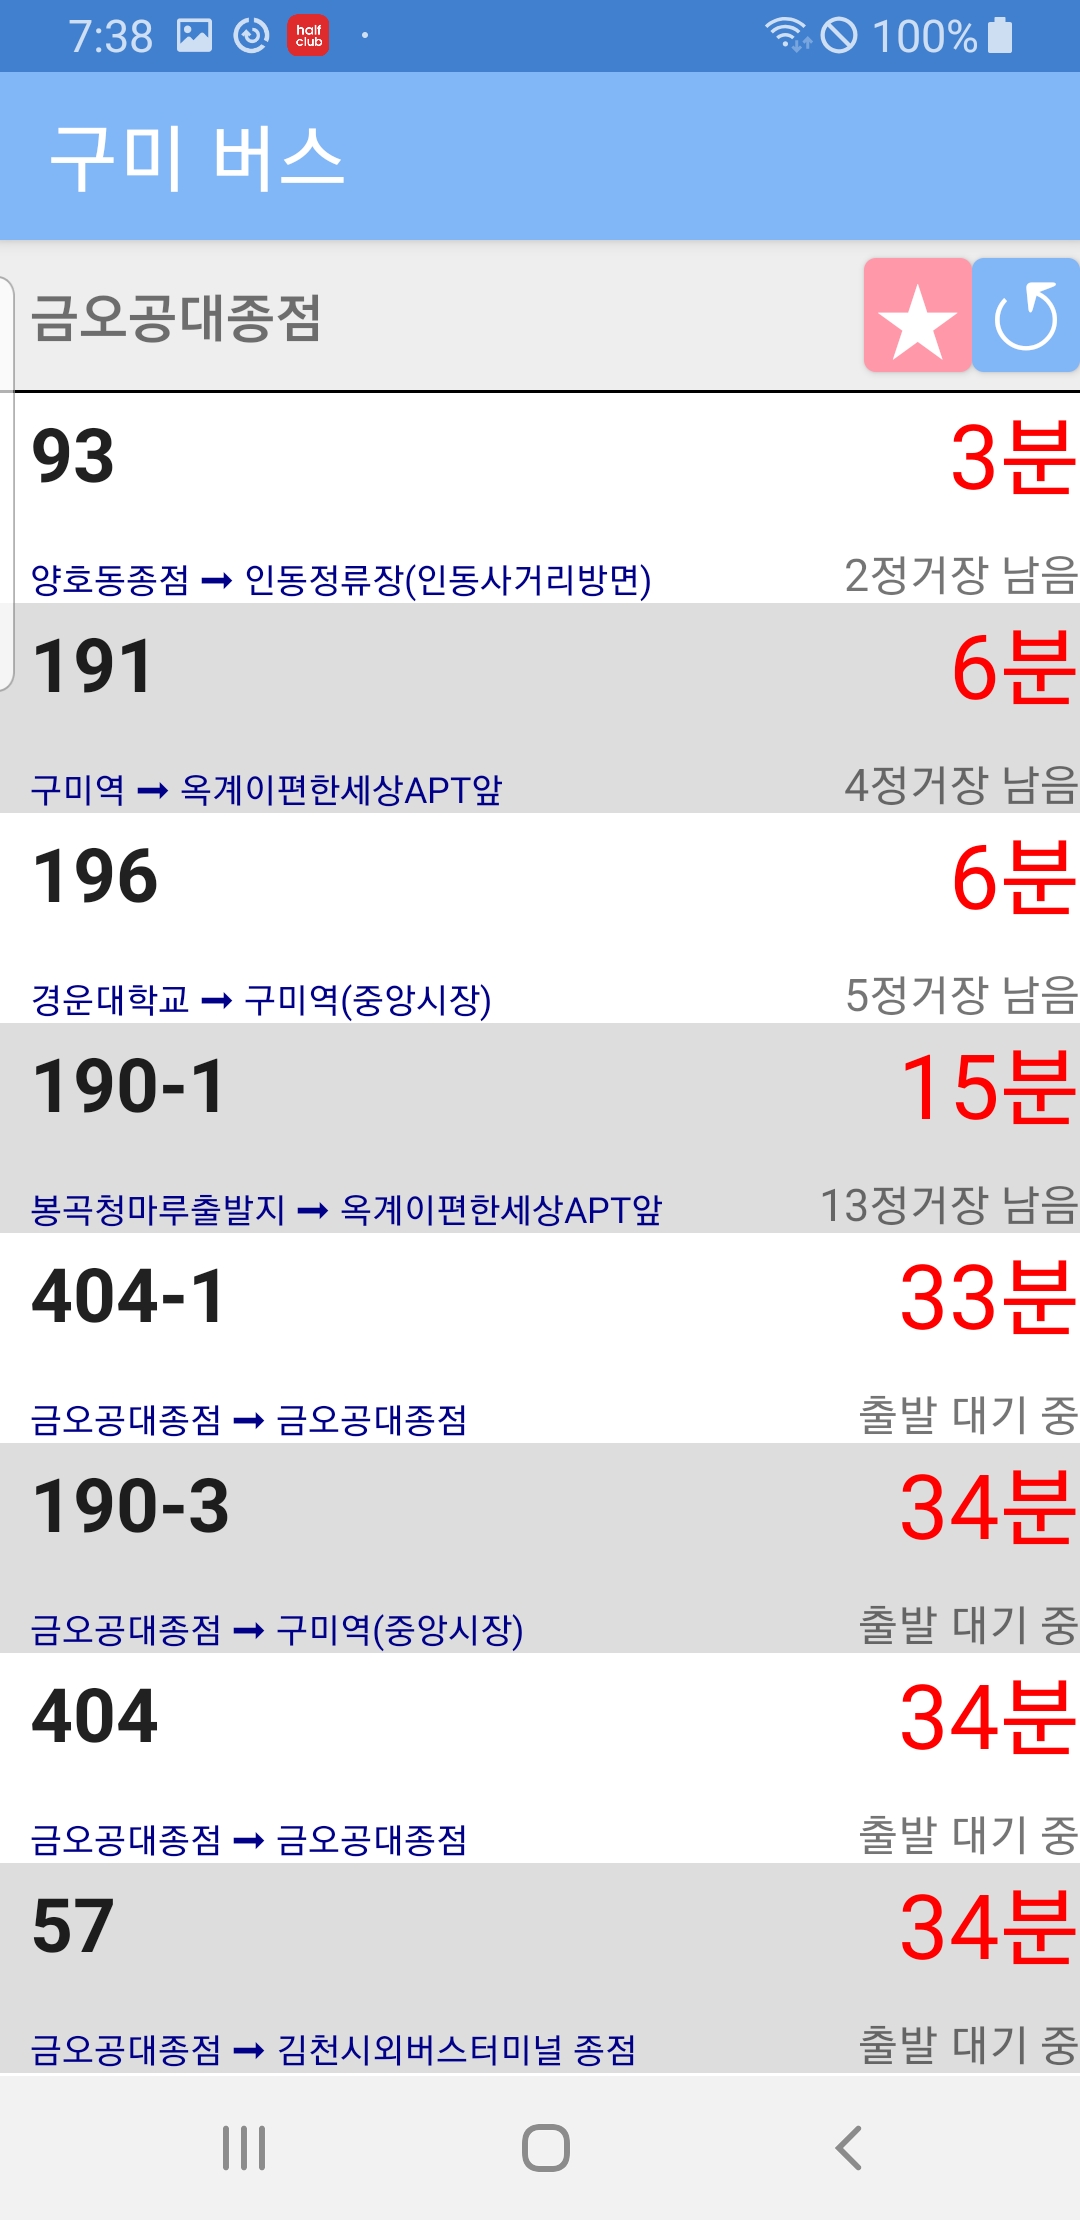 7:38 half club 100%
구미 버스
금오공대종점
93 3분
양호동종점 ➞ 인동정류장(인동사거리방면) 2정거장 남음
191 6분
구미역 ➞ 옥계이편한세상APT앞 4정거장 남음
196 6분
경운대학교 ➞ 구미역(중앙시장) 5정거장 남음
190-1 15분
봉곡청마루출발지 ➞ 옥계이편한세상APT앞 13정거장 남음
404-1 33분
금오공대종점 ➞ 금오공대종점 출발 대기 중
190-3 34분
금오공대종점 ➞ 구미역(중앙시장) 출발 대기 중
404 34분
금오공대종점 ➞ 금오공대종점 출발 대기 중
57 34분
금오공대종점 ➞ 김천시외버스터미널 종점 출발 대기 중